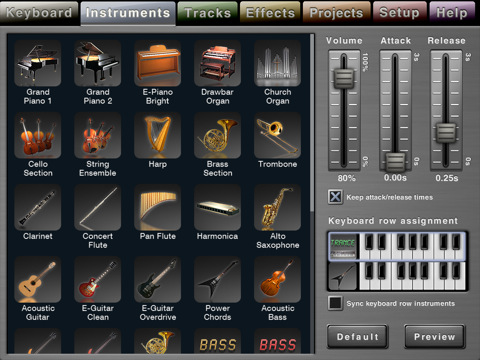 Keyboard Instruments Tracks Effects Projects Setup Help
Volume Attack Release
100% 3s 3s
Grand Piano 1
Grand Piano 2
E-Piano Bright
Drawbar Organ
Church Organ
0% 0s 0s
80% 0.00s 0.25s
Cello Section
String Ensemble
Harp
Brass Section
Trombone
Keep attack/release times
Keyboard row assignment
Clarinet
Concert Flute
Pan Flute
Harmonica
Alto Saxophone
TRANCE
Acoustic Guitar
E-Guitar Clean
E-Guitar Overdrive
Power Chords
Acoustic Bass
Sync keyboard row instruments
Default Preview
BASS BASS